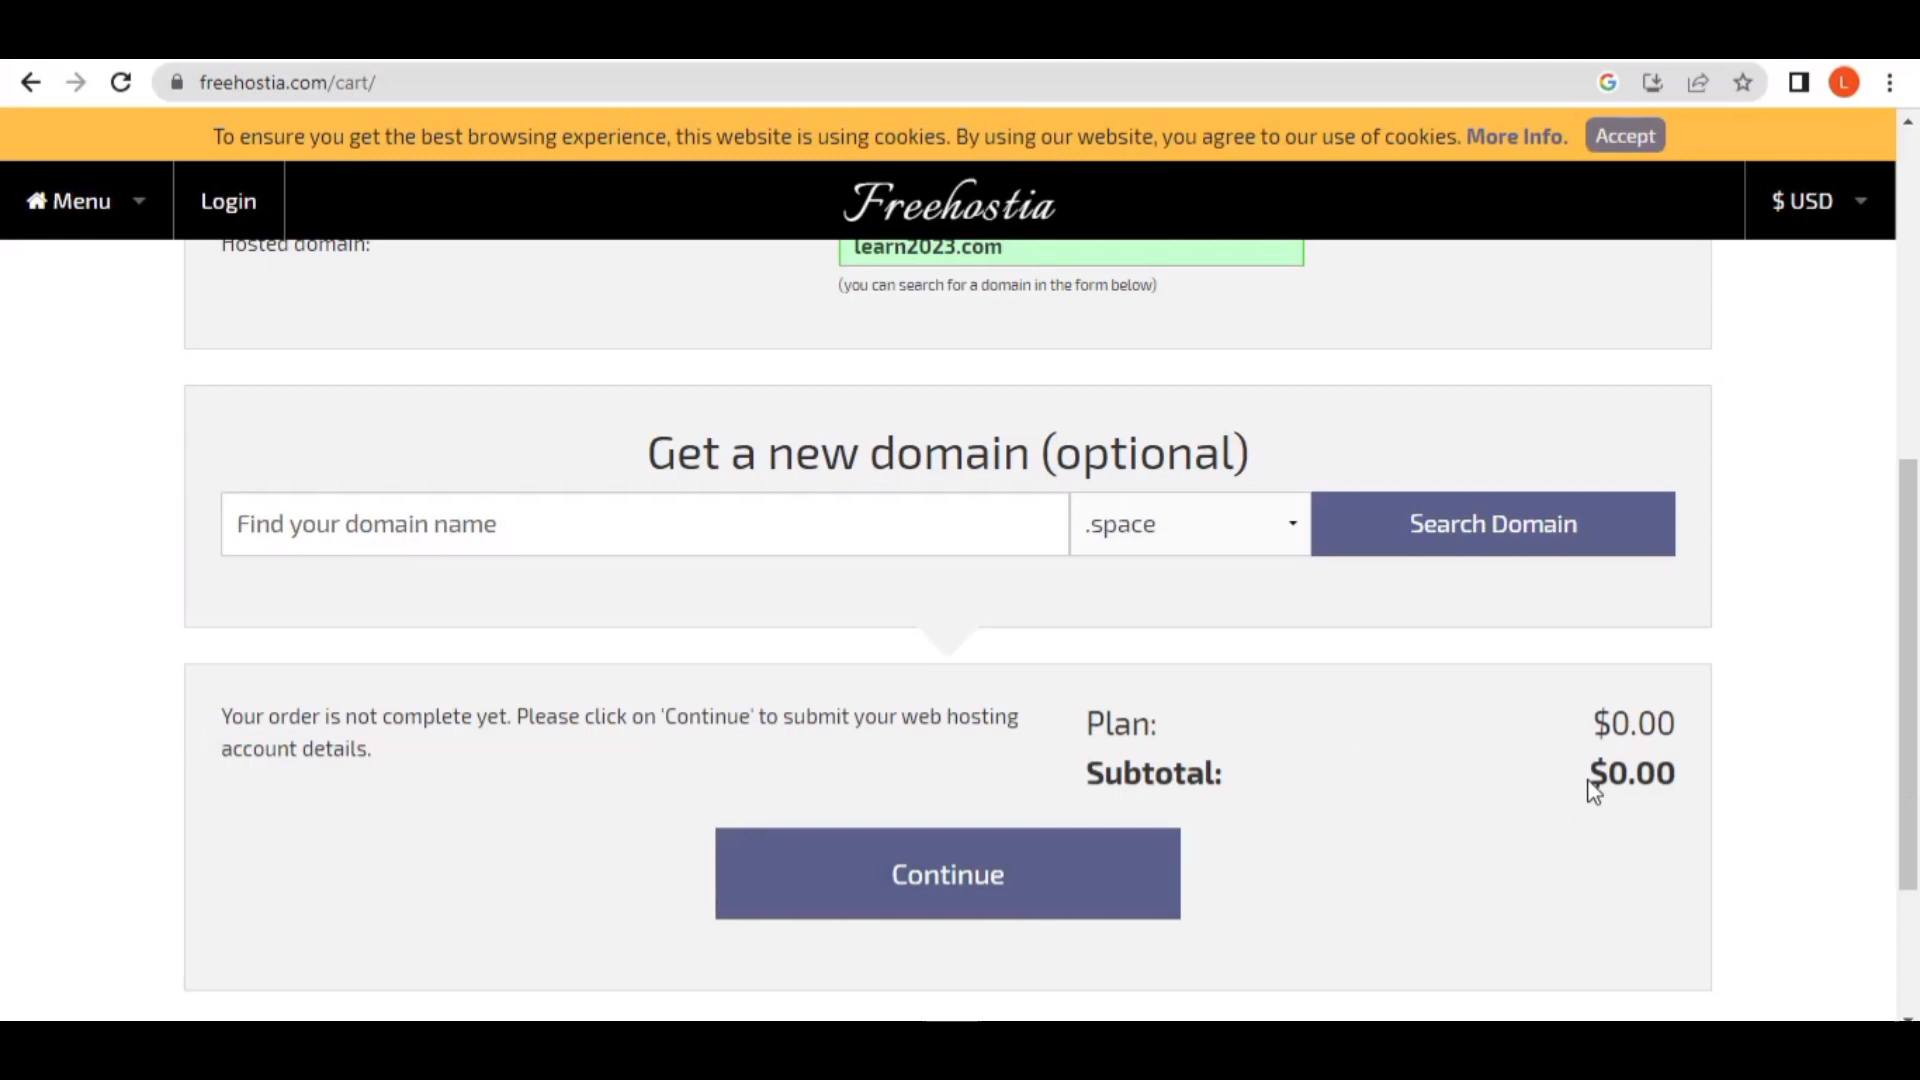 freehostia.com/cart/
L
To ensure you get the best browsing experience, this website is using cookies. By using our website, you agree to our use of cookies. More Info. Accept
Menu Login Freehostia $ USD
Hosted domain: learn2023.com
(you can search for a domain in the form below)
Get a new domain (optional)
Find your domain name .space Search Domain
Your order is not complete yet. Please click on 'Continue' to submit your web hosting
account details.
Plan: $0.00
Subtotal: $0.00
Continue